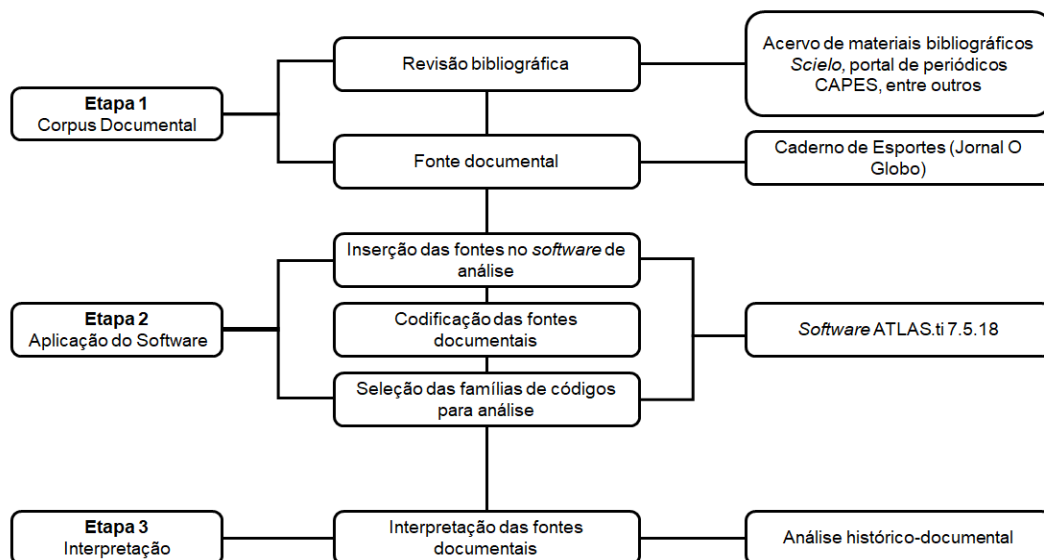 Revisão bibliográfica
Acervo de materiais bibliográficos
Scielo, portal de periódicos
CAPES, entre outros
Etapa 1
Corpus Documental
Fonte documental
Caderno de Esportes (Jornal O
Globo)
Inserção das fontes no software de
análise
Etapa 2
Aplicação do Software
Codificação das fontes
documentais
Software ATLAS.ti 7.5.18
Seleção das famílias de códigos
para análise
Etapa 3
Interpretação
Interpretação das fontes
documentais
Análise histórico-documental